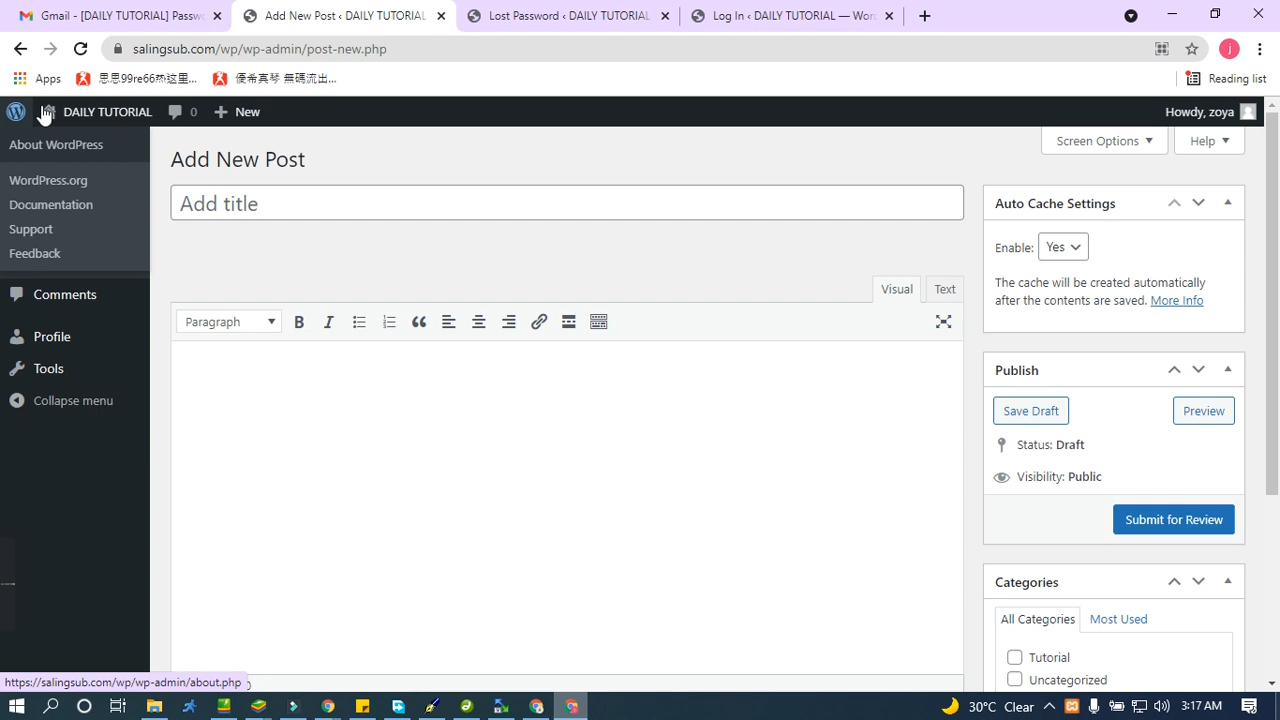 Gmail - [DAILY TUTORIAL] Passw
Add New Post ‹ DAILY TUTORIAL
Lost Password ‹ DAILY TUTORIAL
Log In ‹ DAILY TUTORIAL — Wor
salingsub.com/wp/wp-admin/post-new.php
j
Apps
思思99re66热这里...
優希真琴 無碼流出...
Reading list
DAILY TUTORIAL
0
New
Howdy, zoya
About WordPress
WordPress.org
Documentation
Support
Feedback
Comments
Profile
Tools
Collapse menu
Screen Options
Help
Add New Post
Add title
Visual
Text
Paragraph
B
I
Auto Cache Settings
Enable:
Yes
The cache will be created automatically
after the contents are saved. More Info
Publish
Save Draft
Preview
Status: Draft
Visibility: Public
Submit for Review
Categories
All Categories
Most Used
Tutorial
Uncategorized
https://salingsub.com/wp/wp-admin/about.php
30°C Clear
3:17 AM